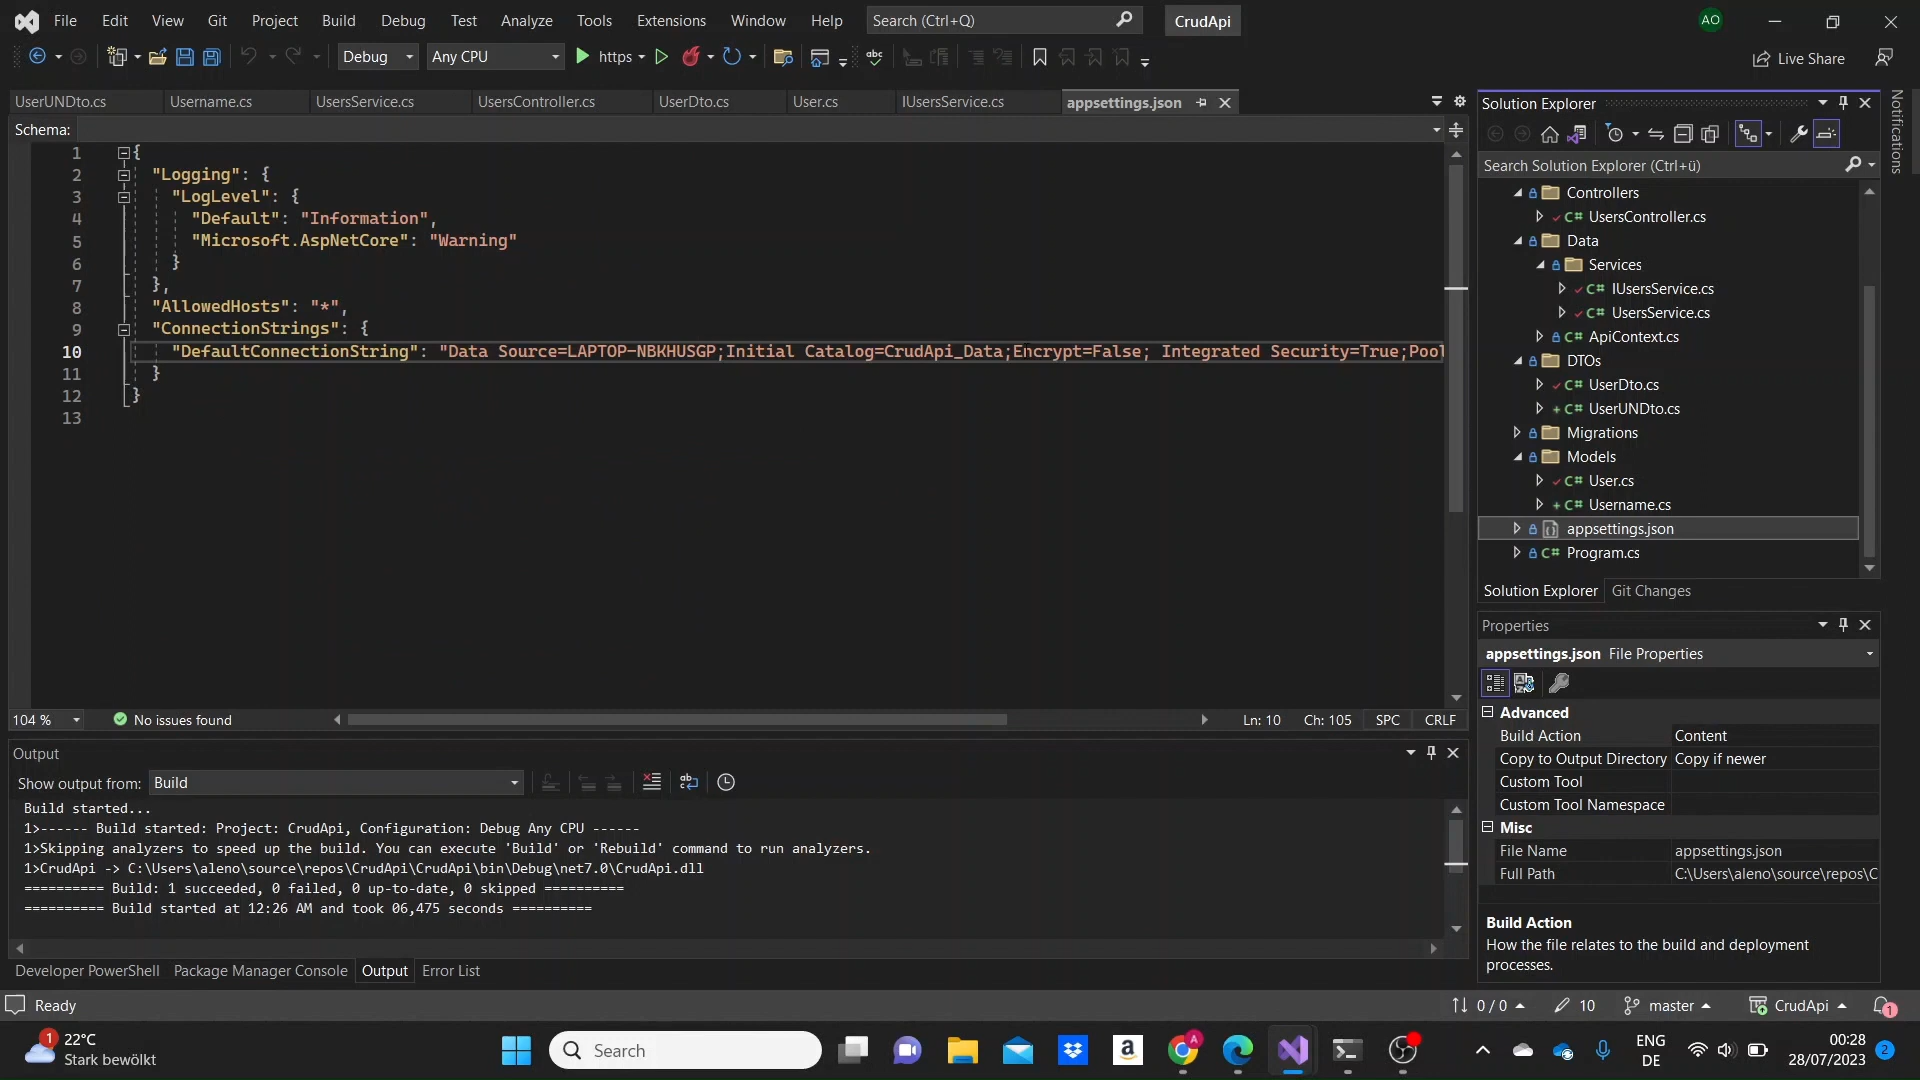 File Edit View Git Project Build Debug Test Analyze Tools Extensions Window Help Search (Ctrl+Q) CrudApi AO
Debug Any CPU https abc Live Share
UserUNDto.cs Username.cs UsersService.cs UsersController.cs UserDto.cs User.cs IUsersService.cs appsettings.json
Schema:
1 {
2 "Logging": {
3 "LogLevel": {
4 "Default": "Information",
5 "Microsoft.AspNetCore": "Warning"
6 }
7 },
8 "AllowedHosts": "*",
9 "ConnectionStrings": {
10 "DefaultConnectionString": "Data Source=LAPTOP-NBKHUSGP;Initial Catalog=CrudApi_Data;Encrypt=False; Integrated Security=True;Pool
11 }
12 }
13
104 % No issues found Ln: 10 Ch: 105 SPC CRLF
Output
Show output from: Build
Build started...
1>------ Build started: Project: CrudApi, Configuration: Debug Any CPU ------
1>Skipping analyzers to speed up the build. You can execute 'Build' or 'Rebuild' command to run analyzers.
1>CrudApi -> C:\Users\aleno\source\repos\CrudApi\CrudApi\bin\Debug\net7.0\CrudApi.dll
========== Build: 1 succeeded, 0 failed, 0 up-to-date, 0 skipped ==========
========== Build started at 12:26 AM and took 06,475 seconds ==========
Developer PowerShell Package Manager Console Output Error List
Solution Explorer
Search Solution Explorer (Ctrl+ü)
Controllers
C# UsersController.cs
Data
Services
C# IUsersService.cs
C# UsersService.cs
C# ApiContext.cs
DTOs
C# UserDto.cs
C# UserUNDto.cs
Migrations
Models
C# User.cs
C# Username.cs
appsettings.json
C# Program.cs
Solution Explorer Git Changes
Properties
appsettings.json File Properties
Advanced
Build Action Content
Copy to Output Directory Copy if newer
Custom Tool
Custom Tool Namespace
Misc
File Name appsettings.json
Full Path C:\Users\aleno\source\repos\C
Build Action
How the file relates to the build and deployment
processes.
Notifications
Ready 0 / 0 10 master CrudApi 1
1 22°C
Stark bewölkt
Search
a
A
ENG
DE
00:28
28/07/2023
2